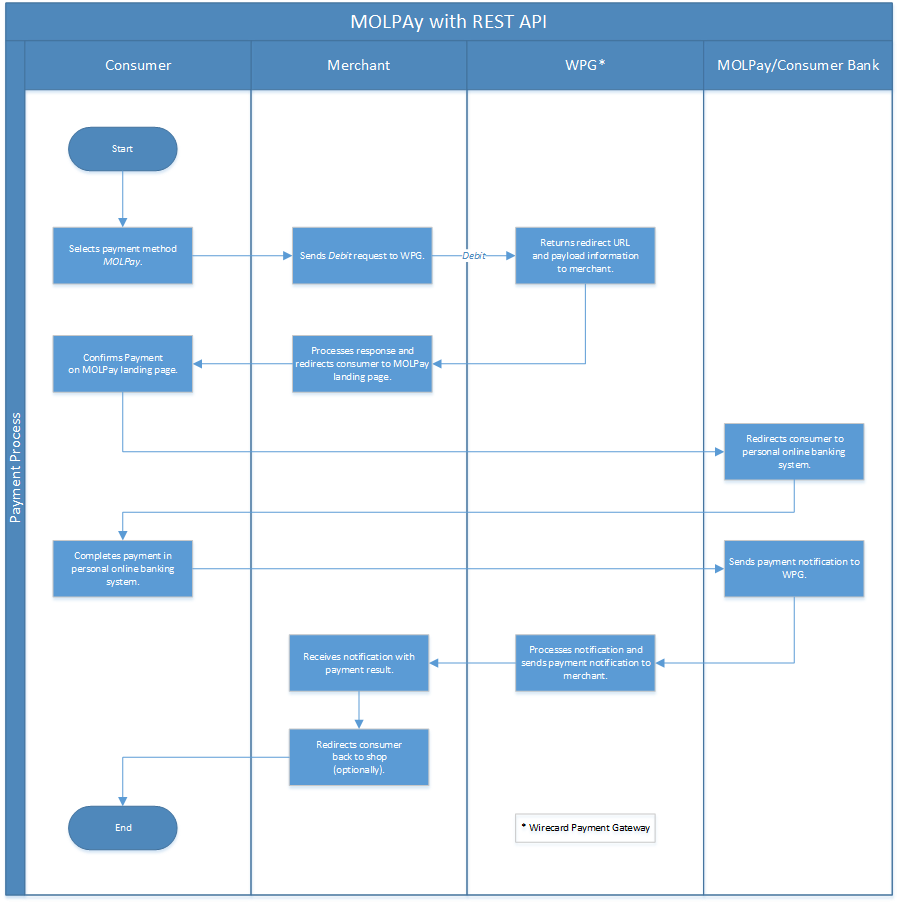 MOLPAy with REST API
Consumer
Merchant
WPG*
MOLPay/Consumer Bank
Payment Process
Start
Selects payment method
MOLPay.
Sends Debit request to WPG.
Debit
Returns redirect URL
and payload information
to merchant.
Confirms Payment
on MOLPay landing page.
Processes response and
redirects consumer to MOLPay
landing page.
Redirects consumer to
personal online banking
system.
Completes payment in
personal online banking
system.
Sends payment notification to
WPG.
Receives notification with
payment result.
Processes notification and
sends payment notification to
merchant.
Redirects consumer
back to shop
(optionally).
End
* Wirecard Payment Gateway